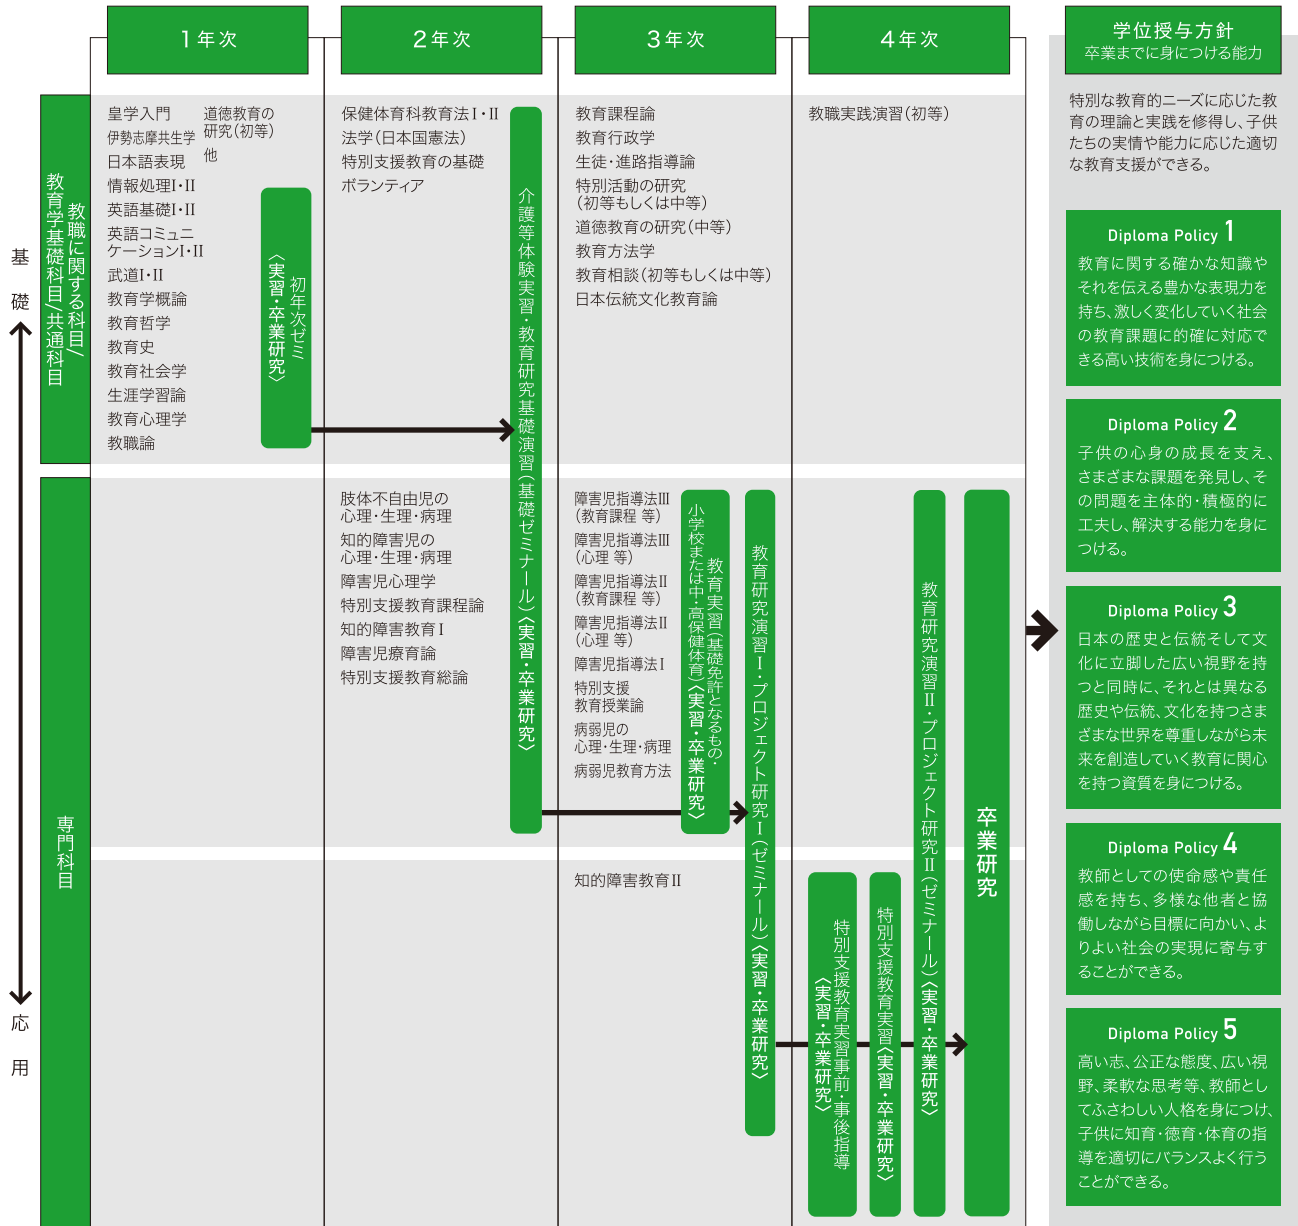 1年次
2年次
3年次
4年次
学位授与方針
卒業までに身につける能力
基礎
応用
教職に関する科目/
教育学基礎科目/共通科目
皇学入門
伊勢志摩共生学
日本語表現
情報処理Ⅰ・Ⅱ
英語基礎Ⅰ・Ⅱ
英語コミュニ
ケーションⅠ・Ⅱ
武道Ⅰ・Ⅱ
教育学概論
教育哲学
教育史
教育社会学
生涯学習論
教育心理学
教職論
道徳教育の
研究(初等)
他
初年次ゼミ
〈実習・卒業研究〉
保健体育科教育法Ⅰ・Ⅱ
法学(日本国憲法)
特別支援教育の基礎
ボランティア
介護等体験実習・教育研究基礎演習(基礎ゼミナール)〈実習・卒業研究〉
教育課程論
教育行政学
生徒・進路指導論
特別活動の研究
(初等もしくは中等)
道徳教育の研究(中等)
教育方法学
教育相談(初等もしくは中等)
日本伝統文化教育論
教職実践演習(初等)
専門科目
肢体不自由児の
心理・生理・病理
知的障害児の
心理・生理・病理
障害児心理学
特別支援教育課程論
知的障害教育Ⅰ
障害児療育論
特別支援教育総論
障害児指導法Ⅲ
(教育課程 等)
障害児指導法Ⅲ
(心理 等)
障害児指導法Ⅱ
(教育課程 等)
障害児指導法Ⅱ
(心理 等)
障害児指導法Ⅰ
特別支援
教育授業論
病弱児の
心理・生理・病理
病弱児教育方法
教育実習(基礎免許となるもの・
小学校または中・高保健体育)〈実習・卒業研究〉
教育研究演習Ⅰ・プロジェクト研究Ⅰ(ゼミナール)〈実習・卒業研究〉
知的障害教育Ⅱ
特別支援教育実習事前・事後指導
〈実習・卒業研究〉
特別支援教育実習〈実習・卒業研究〉
教育研究演習Ⅱ・プロジェクト研究Ⅱ(ゼミナール)〈実習・卒業研究〉
卒業研究
特別な教育的ニーズに応じた教
育の理論と実践を修得し、子供
たちの実情や能力に応じた適切
な教育支援ができる。
Diploma Policy 1
教育に関する確かな知識や
それを伝える豊かな表現力を
持ち、激しく変化していく社会
の教育課題に的確に対応で
きる高い技術を身につける。
Diploma Policy 2
子供の心身の成長を支え、
さまざまな課題を発見し、そ
の問題を主体的・積極的に
工夫し、解決する能力を身に
つける。
Diploma Policy 3
日本の歴史と伝統そして文
化に立脚した広い視野を持
つと同時に、それとは異なる
歴史や伝統、文化を持つさま
ざまな世界を尊重しながら未
来を創造していく教育に関心
を持つ資質を身につける。
Diploma Policy 4
教師としての使命感や責任
感を持ち、多様な他者と協
働しながら目標に向かい、よ
りよい社会の実現に寄与す
ることができる。
Diploma Policy 5
高い志、公正な態度、広い視
野、柔軟な思考等、教師とし
てふさわしい人格を身につけ、
子供に知育・徳育・体育の指
導を適切にバランスよく行う
ことができる。